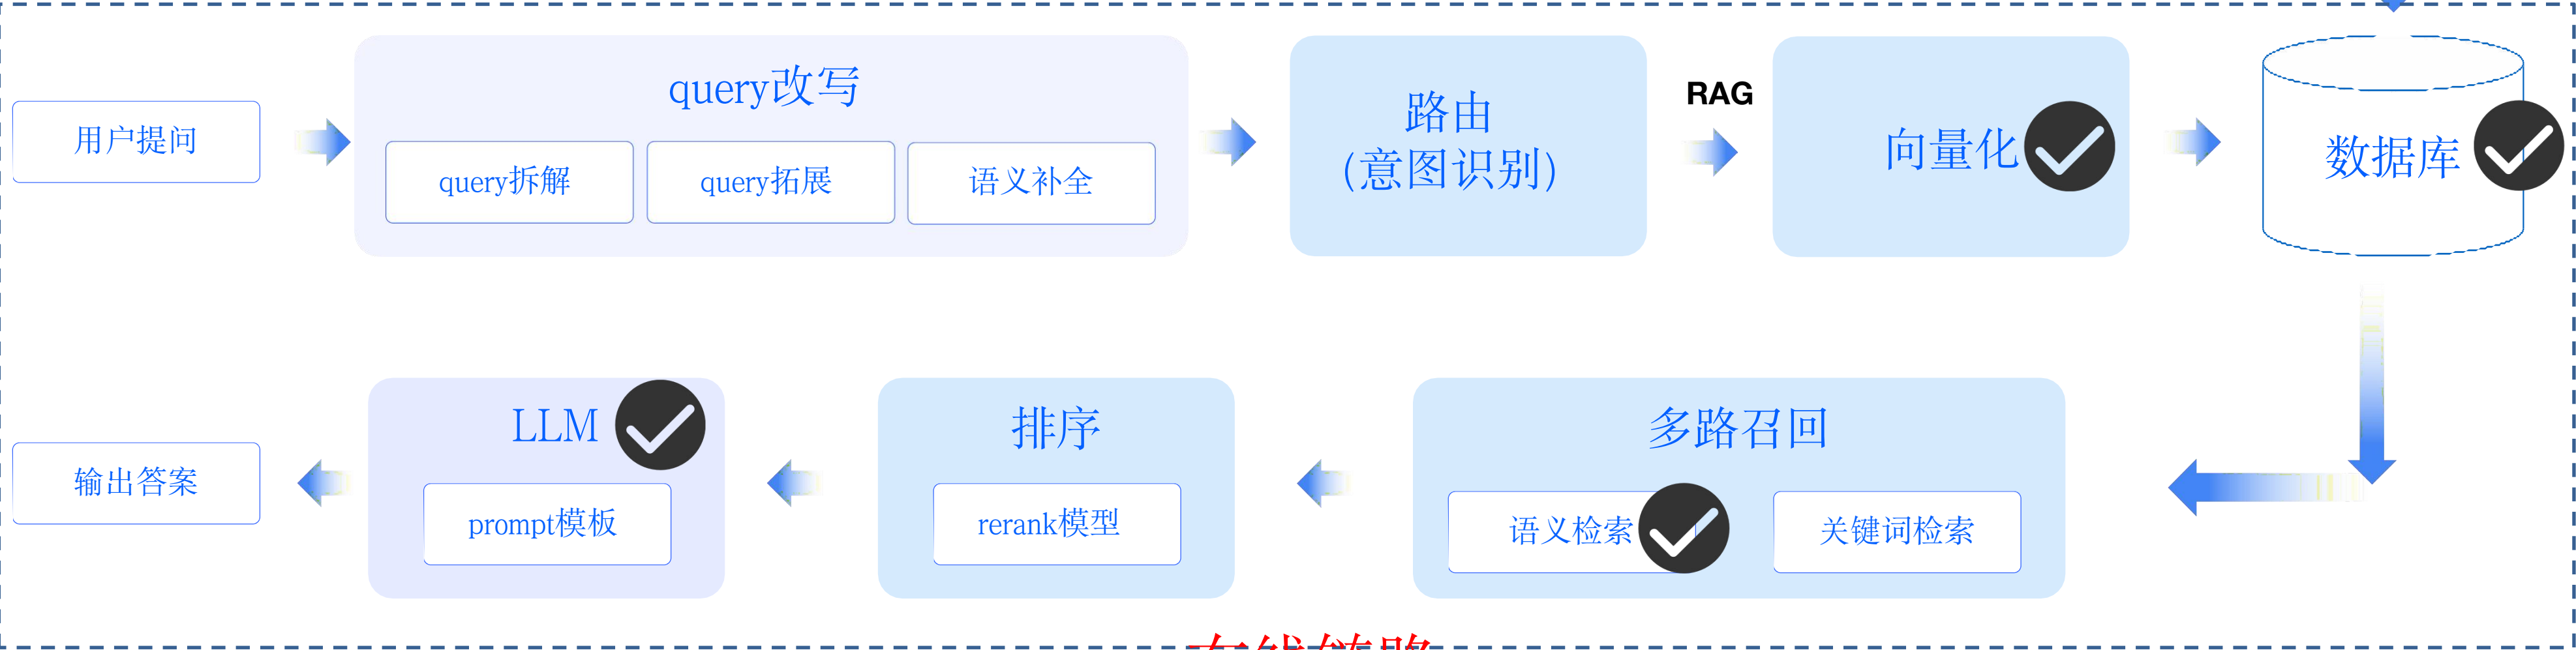 用户提问
query改写
query拆解
query拓展
语义补全
路由
(意图识别)
RAG
向量化
数据库
输出答案
LLM
prompt模板
排序
rerank模型
多路召回
语义检索
关键词检索